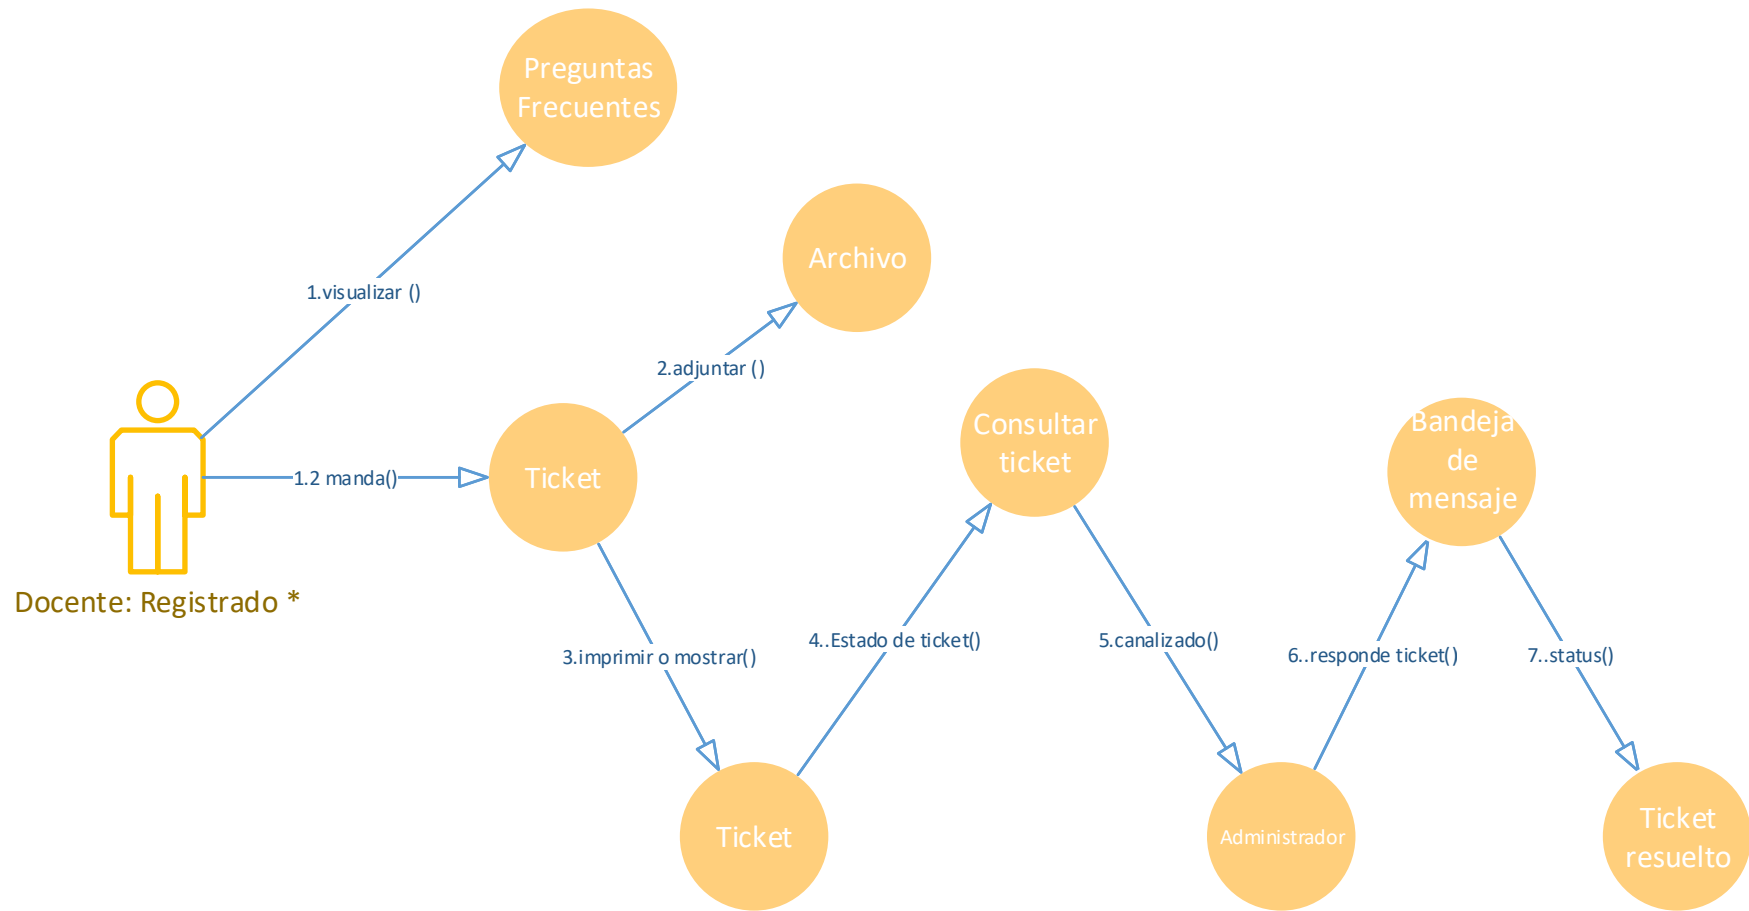 Preguntas
Frecuentes
Archivo
1.visualizar ()
2.adjuntar ()
Consultar
ticket
Bandeja
de
mensaje
Ticket
1.2 manda()
Docente: Registrado *
3.imprimir o mostrar()
4..Estado de ticket()
5.canalizado()
6..responde ticket()
7..status()
Ticket
Administrador
Ticket
resuelto